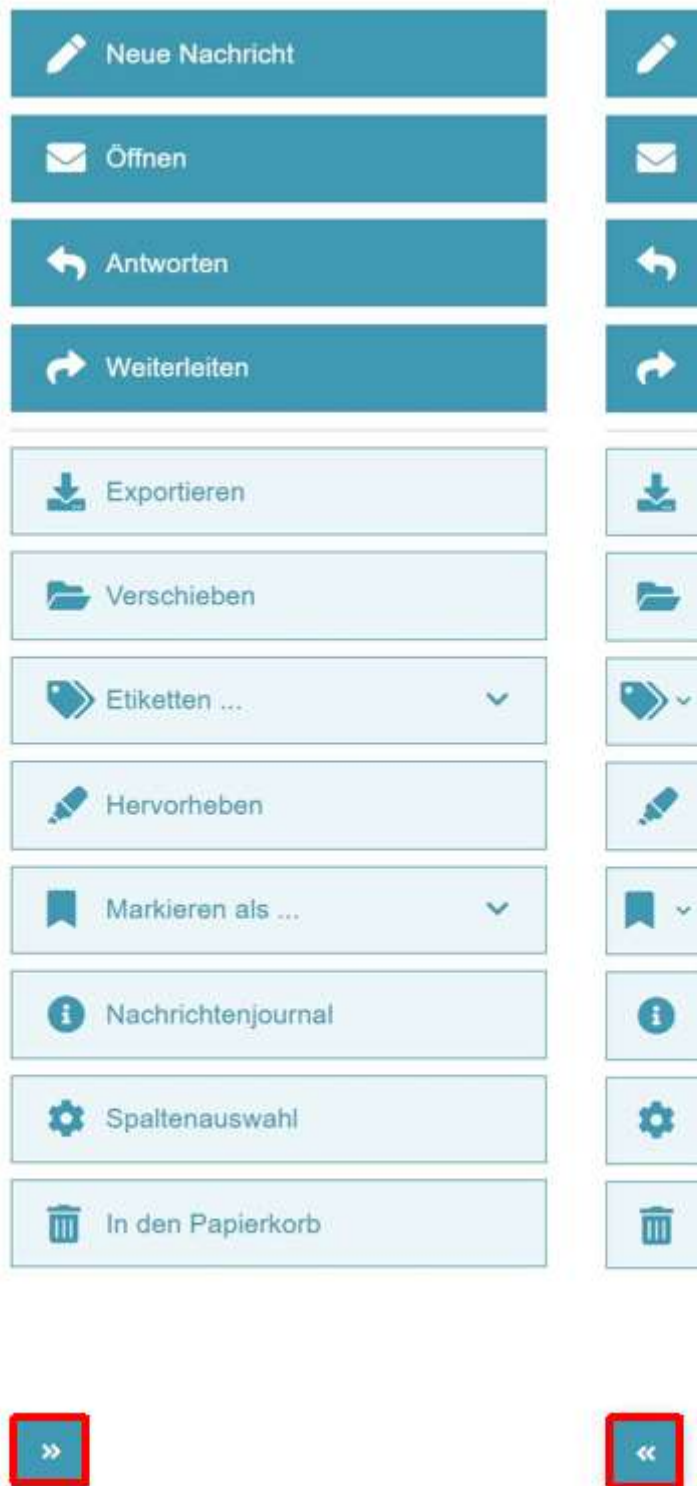 Neue Nachricht
Öffnen
Antworten
Weiterleiten
Exportieren
Verschieben
Etiketten ...
Hervorheben
Markieren als ...
Nachrichtenjournal
Spaltenauswahl
In den Papierkorb
»
«